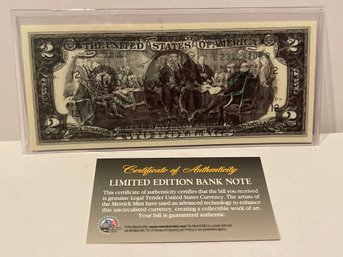 THE UNITED STATES OF AMERICA
2 2
TWO DOLLARS
Certificate of Authenticity
LIMITED EDITION BANK NOTE
This certificate of authenticity certifies that the bill you received
is genuine Legal Tender United States Currency. The artists of
the Merrick Mint have used an advanced technology to enhance
this uncirculated currency, creating a collectible work of art.
Your bill is guaranteed authentic.